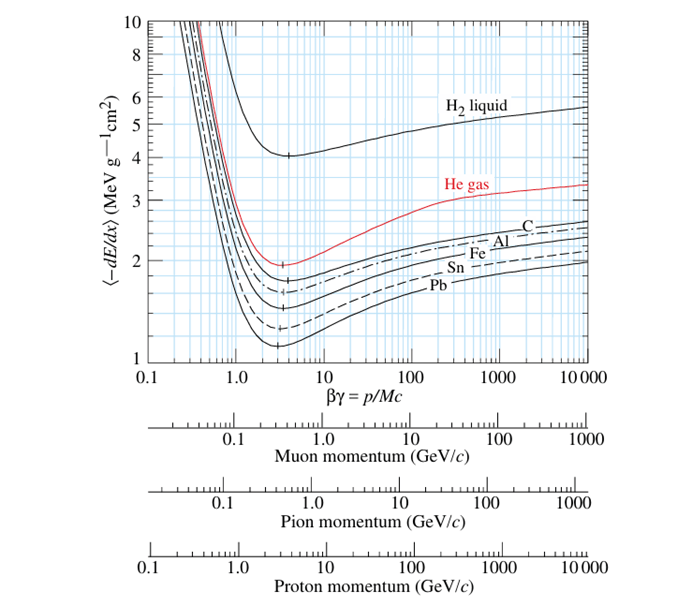 10
8
6
5
4
3
2
1
⟨−dE/dx⟩ (MeV g—1cm2)
H2 liquid
He gas
C
Al
Fe
Sn
Pb
0.1 1.0 10 100 1000 10 000
βγ = p/Mc
0.1 1.0 10 100 1000
Muon momentum (GeV/c)
0.1 1.0 10 100 1000
Pion momentum (GeV/c)
0.1 1.0 10 100 1000 10 000
Proton momentum (GeV/c)